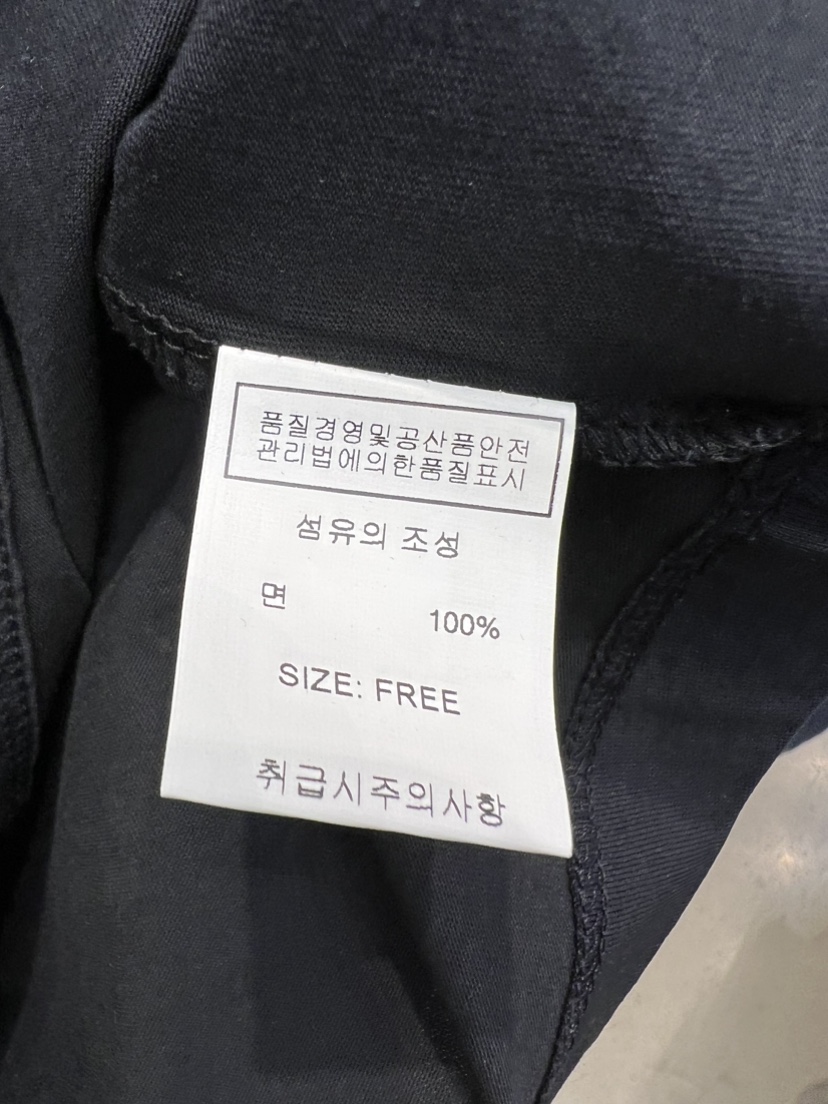 품질경영및공산품안전
관리법에의한품질표시
섬유의 조성
면 100%
SIZE: FREE
취급시주의사항